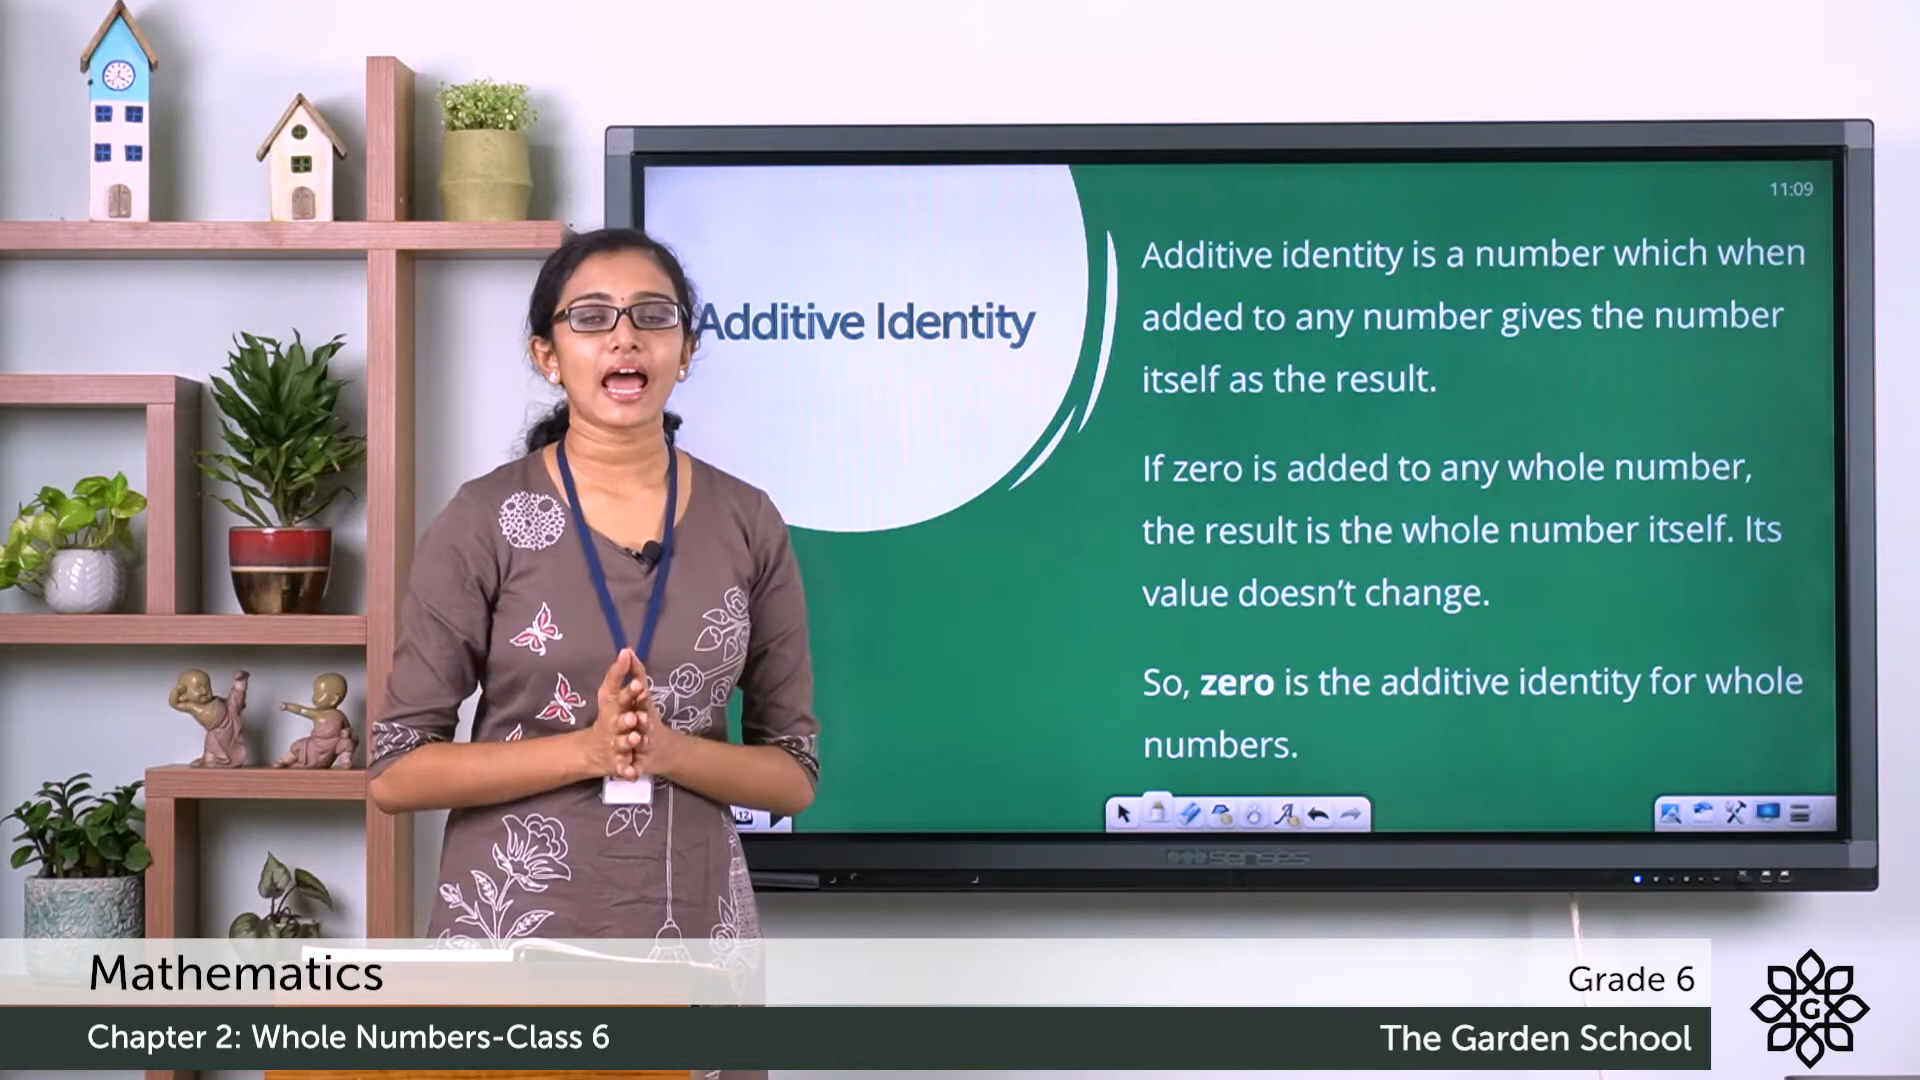 11:09
Additive Identity
Additive identity is a number which when
added to any number gives the number
itself as the result.
If zero is added to any whole number,
the result is the whole number itself. Its
value doesn’t change.
So, zero is the additive identity for whole
numbers.
senses
Mathematics
Grade 6
Chapter 2: Whole Numbers-Class 6
The Garden School
G